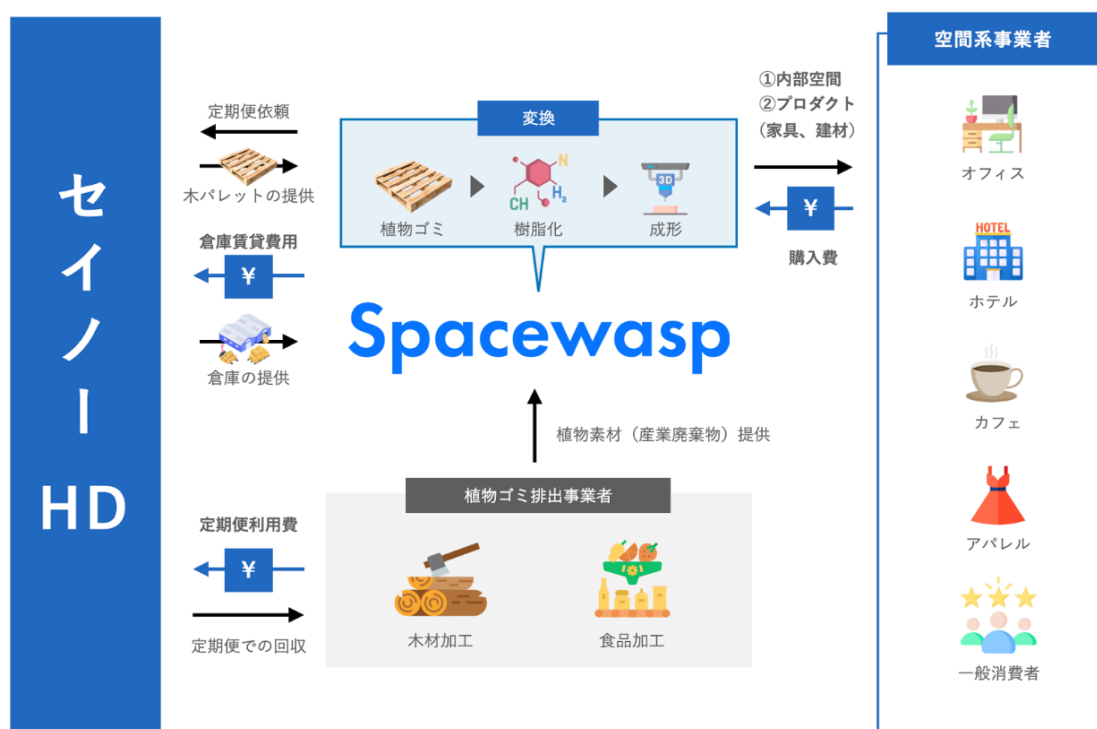 セイノーHD
定期便依頼
木パレットの提供
倉庫賃貸費用
¥
倉庫の提供
定期便利用費
¥
定期便での回収
変換
植物ゴミ
N
CH
H₂
樹脂化
3D
成形
Spacewasp
植物素材（産業廃棄物）提供
植物ゴミ排出事業者
木材加工
食品加工
①内部空間
②プロダクト
（家具、建材）
¥
購入費
空間系事業者
オフィス
HOTEL
ホテル
カフェ
アパレル
一般消費者